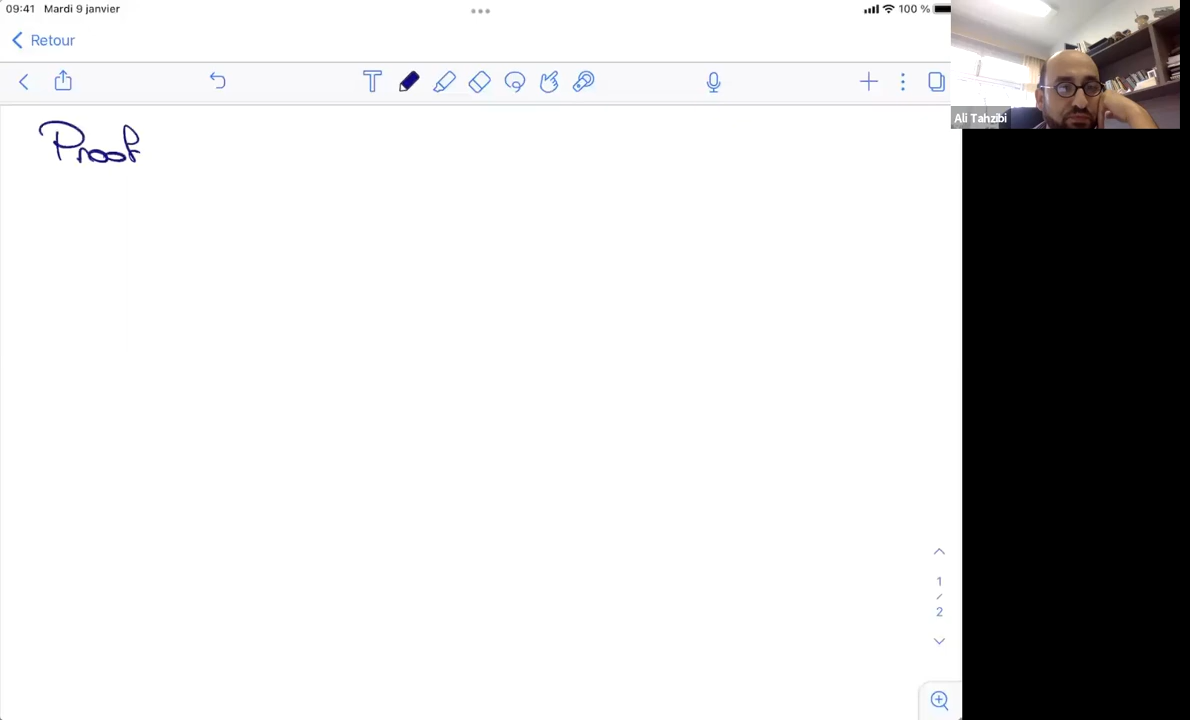 09:41 Mardi 9 janvier
100 %
Retour
Ali Tahzibi
Proof
1
/
2